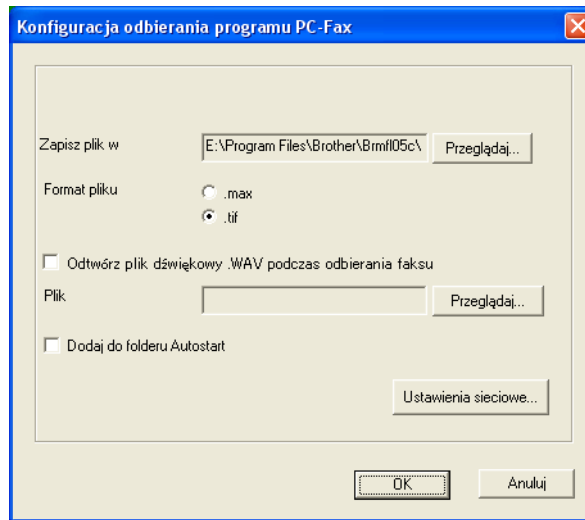 Konfiguracja odbierania programu PC-Fax
Zapisz plik w E:\Program Files\Brother\Brmfl05c\ Przeglądaj...
Format pliku .max
.tif
Odtwórz plik dźwiękowy .WAV podczas odbierania faksu
Plik Przeglądaj...
Dodaj do folderu Autostart
Ustawienia sieciowe...
OK Anuluj